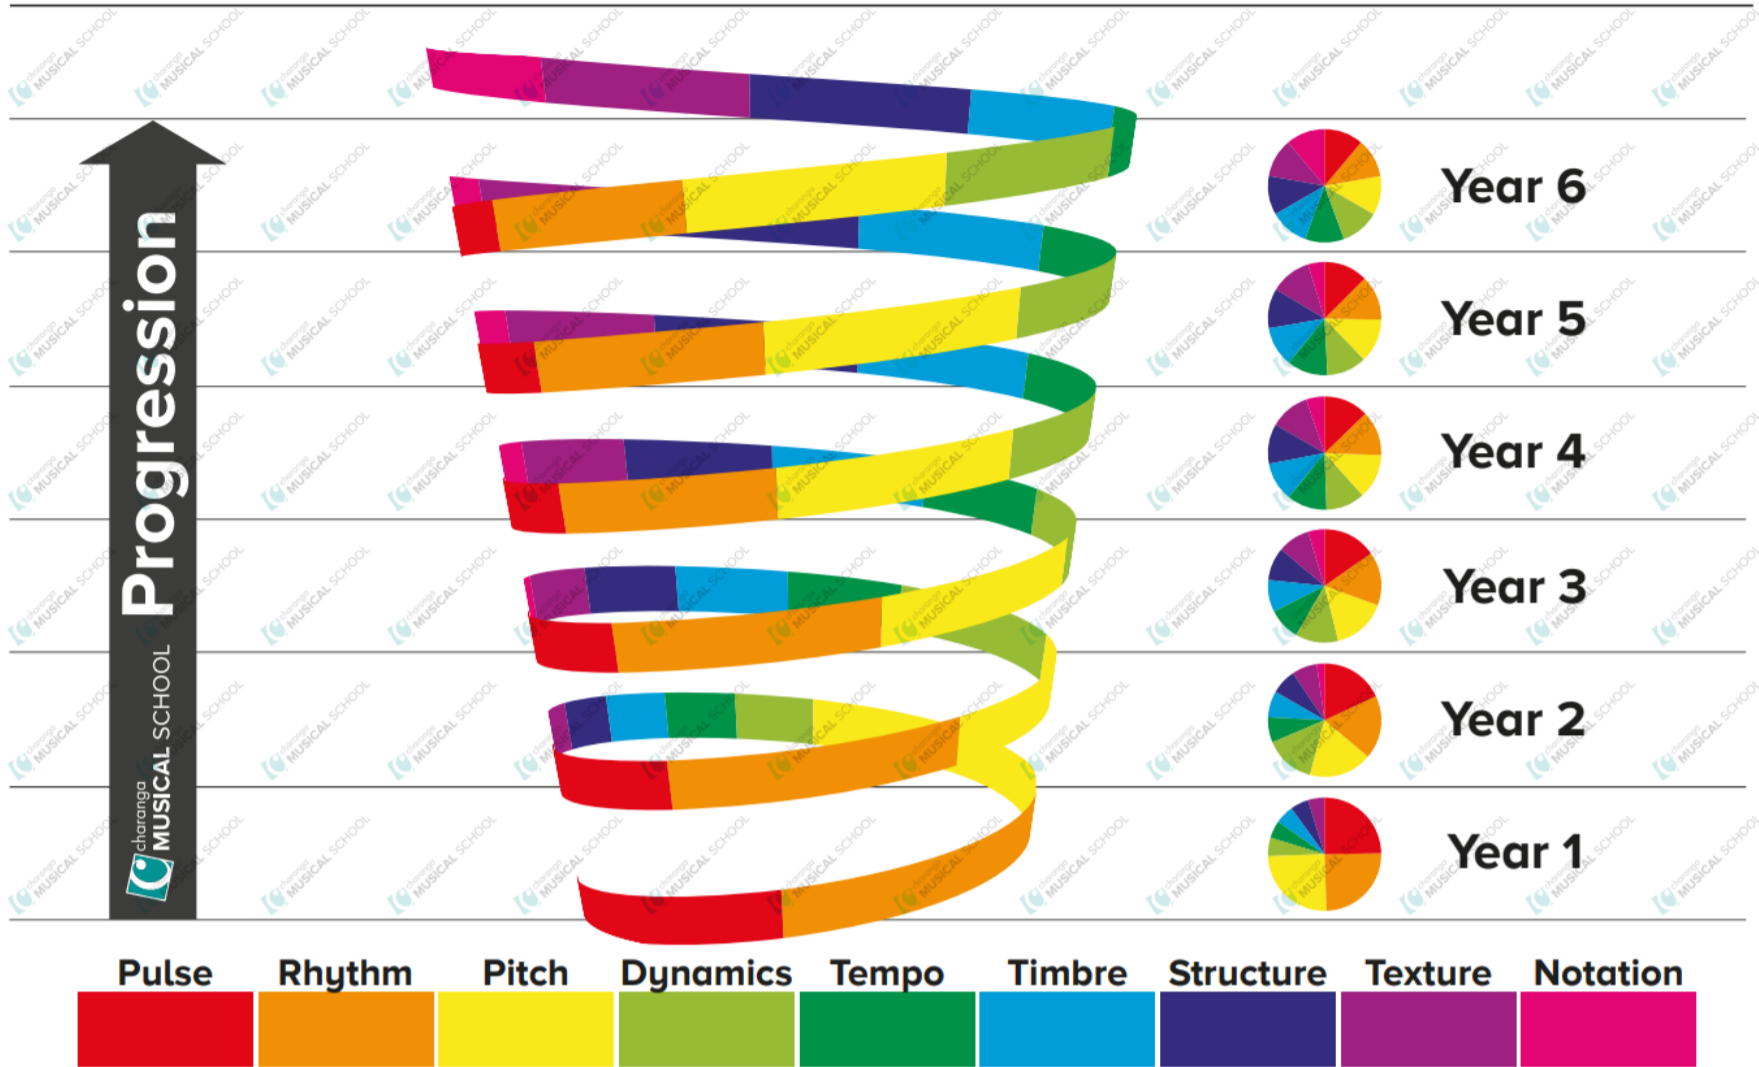 Progression
charanga
MUSICAL SCHOOL
Year 6
Year 5
Year 4
Year 3
Year 2
Year 1
Pulse Rhythm Pitch Dynamics Tempo Timbre Structure Texture Notation